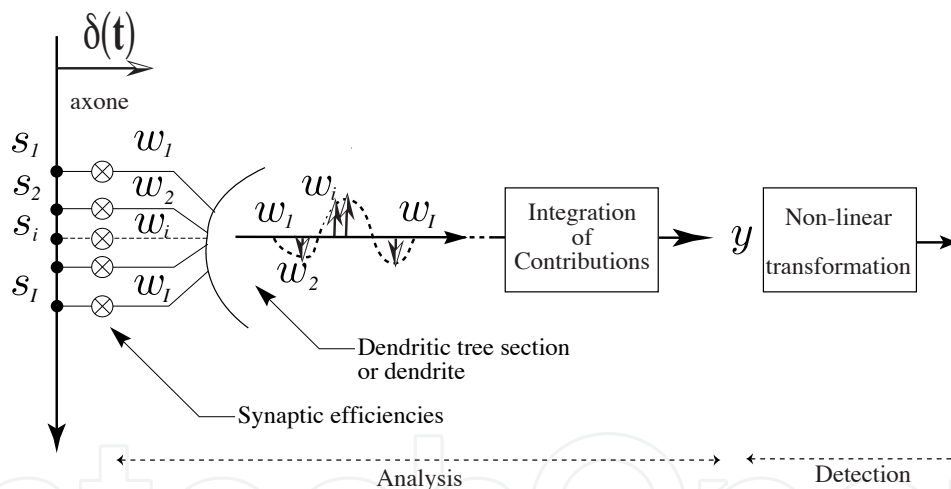 δ(t)
axone
s1 w1
s2 w2
si wi
sI wI
w1 wi wI
w2
Integration
of
Contributions
y
Non-linear
transformation
Dendritic tree section
or dendrite
Synaptic efficiencies
Analysis
Detection